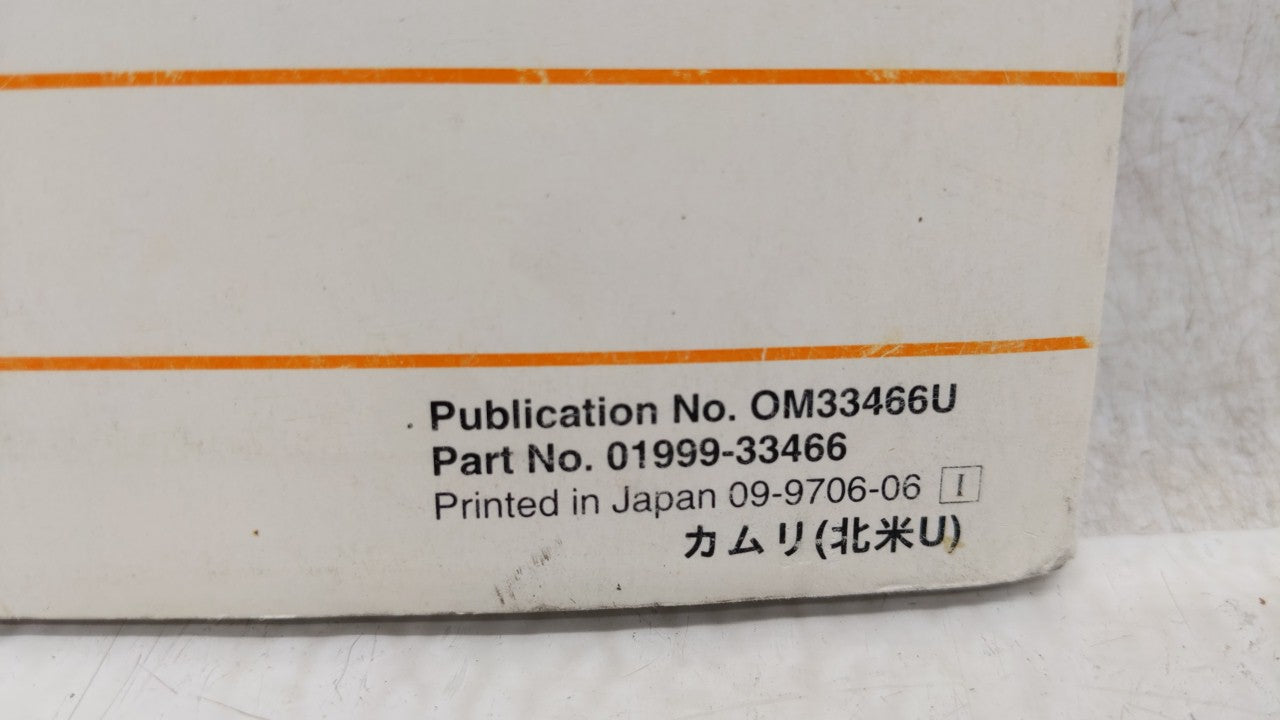 Publication No. OM33466U
Part No. 01999-33466
Printed in Japan 09-9706-06 I
カムリ(北米U)